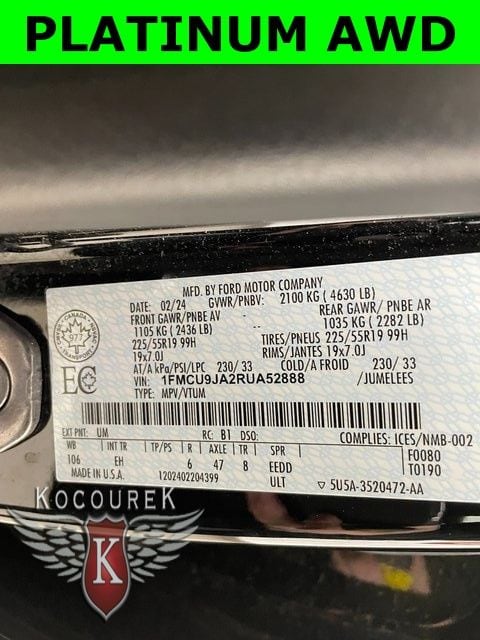 PLATINUM AWD
MFD. BY FORD MOTOR COMPANY
DATE: 02/24 GVWR/PNBV: 2100 KG ( 4630 LB)
FRONT GAWR/PNBE AV -- REAR GAWR/ PNBE AR
1105 KG ( 2436 LB) 1035 KG ( 2282 LB)
225/55R19 99H TIRES/PNEUS 225/55R19 99H
19x7.0J RIMS/JANTES 19x7.0J
AT/A kPa/PSI/LPC 230/ 33 COLD/A FROID 230/ 33
VIN: 1FMCU9JA2RUA52888 /JUMELEES
TYPE: MPV/VTUM
EC
CANADA
977
TRANSPORT
EXT PNT: UM RC: B1 DSO: COMPLIES: ICES/NMB-002
WB INT TR TP/PS R AXLE TR SPR F0080
106 EH 6 47 8 EEDD T0190
MADE IN U.S.A. 1202402204399 ULT ▽ 5U5A-3520472-AA
KOCOUREK
K